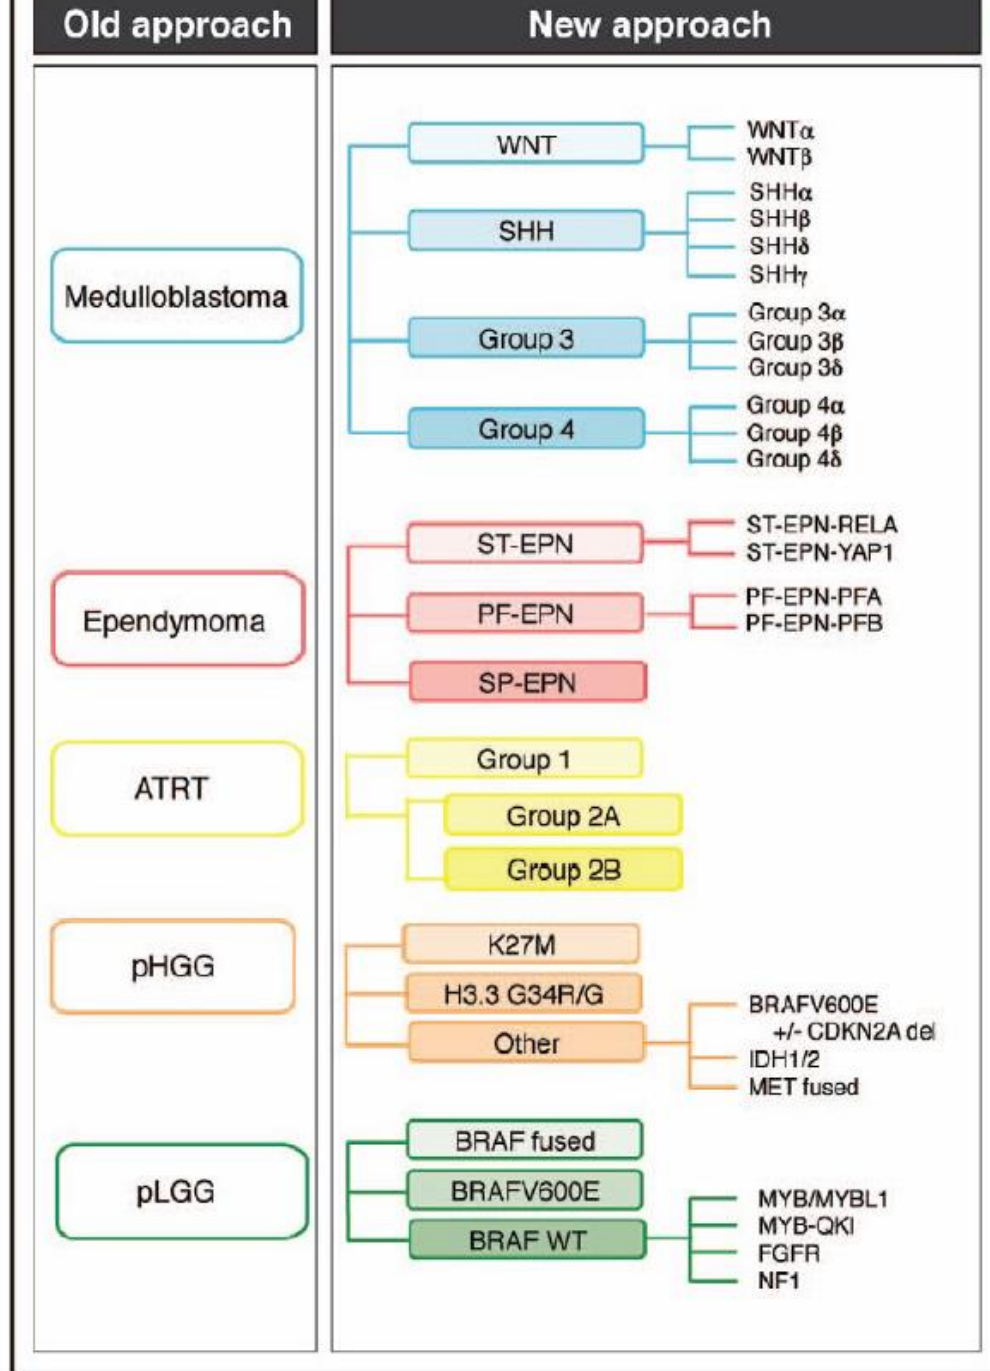 Old approach
New approach
Medulloblastoma
WNT
WNTα
WNTβ
SHH
SHHα
SHHβ
SHHδ
SHHγ
Group 3
Group 3α
Group 3β
Group 3δ
Group 4
Group 4α
Group 4β
Group 4δ
Ependymoma
ST-EPN
ST-EPN-RELA
ST-EPN-YAP1
PF-EPN
PF-EPN-PFA
PF-EPN-PFB
SP-EPN
ATRT
Group 1
Group 2A
Group 2B
pHGG
K27M
H3.3 G34R/G
Other
BRAFV600E
+/- CDKN2A del
IDH1/2
MET fused
pLGG
BRAF fused
BRAFV600E
BRAF WT
MYB/MYBL1
MYB-QKI
FGFR
NF1